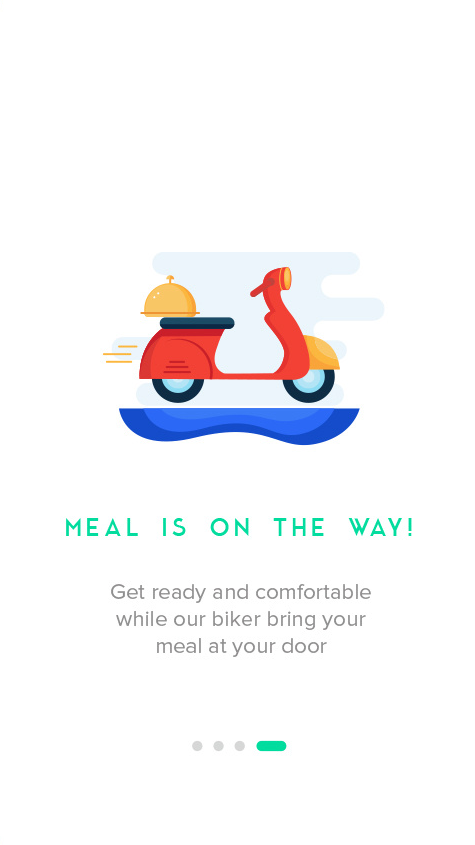 MEAL IS ON THE WAY!
Get ready and comfortable
while our biker bring your
meal at your door